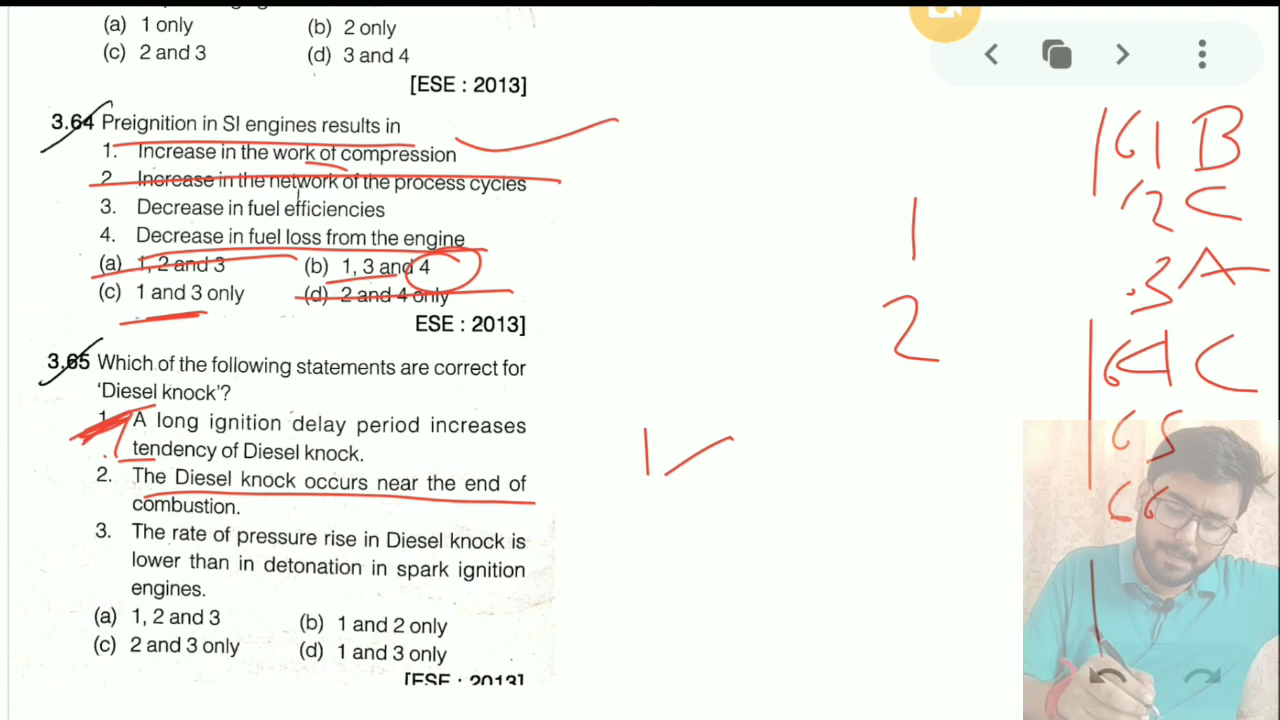 (a) 1 only (b) 2 only
(c) 2 and 3 (d) 3 and 4
[ESE : 2013]
3.64 Preignition in SI engines results in
1. Increase in the work of compression
2. Increase in the network of the process cycles
3. Decrease in fuel efficiencies
4. Decrease in fuel loss from the engine
(a) 1, 2 and 3 (b) 1, 3 and 4
(c) 1 and 3 only (d) 2 and 4 only
ESE : 2013]
3.65 Which of the following statements are correct for
'Diesel knock'?
1. A long ignition delay period increases
tendency of Diesel knock.
2. The Diesel knock occurs near the end of
combustion.
3. The rate of pressure rise in Diesel knock is
lower than in detonation in spark ignition
engines.
(a) 1, 2 and 3 (b) 1 and 2 only
(c) 2 and 3 only (d) 1 and 3 only
[ESE : 2013]
1
2
1
61 B
62 C
63 A
64 C
65
66